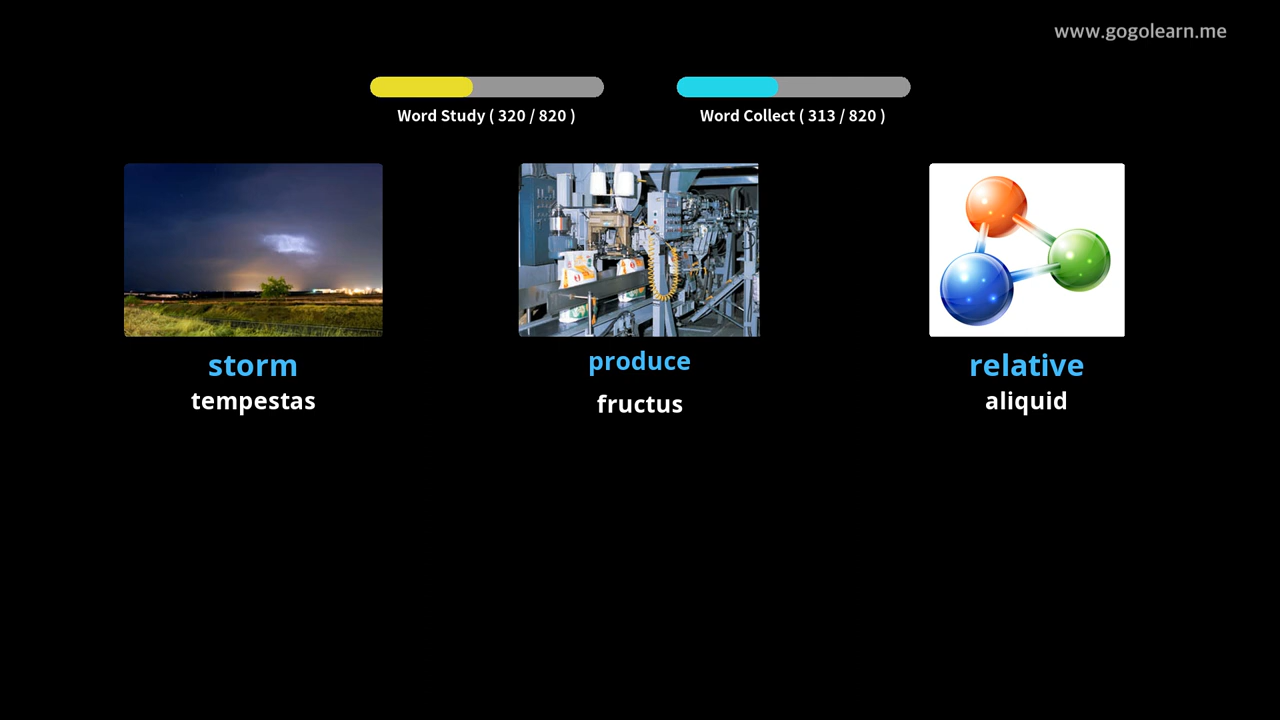 www.gogolearn.me
Word Study ( 320 / 820 )
Word Collect ( 313 / 820 )
storm
tempestas
produce
fructus
relative
aliquid